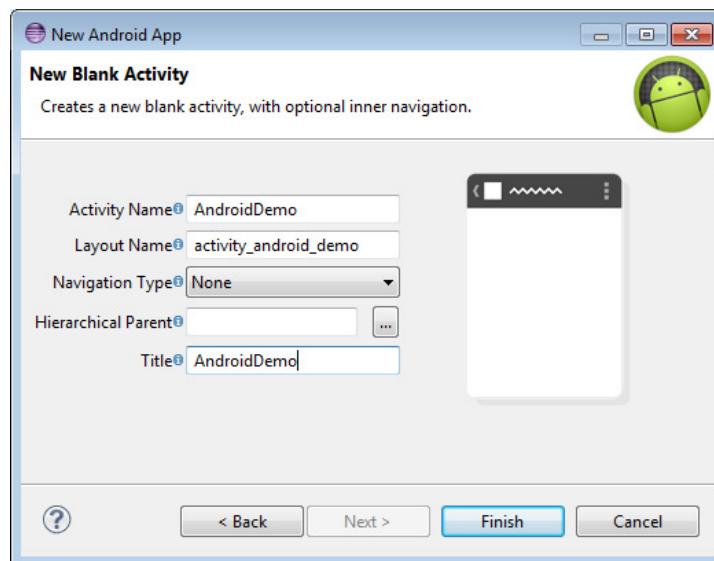 New Android App
New Blank Activity
Creates a new blank activity, with optional inner navigation.
Activity Name AndroidDemo
Layout Name activity_android_demo
Navigation Type None
Hierarchical Parent ...
Title AndroidDemo
? < Back Next > Finish Cancel